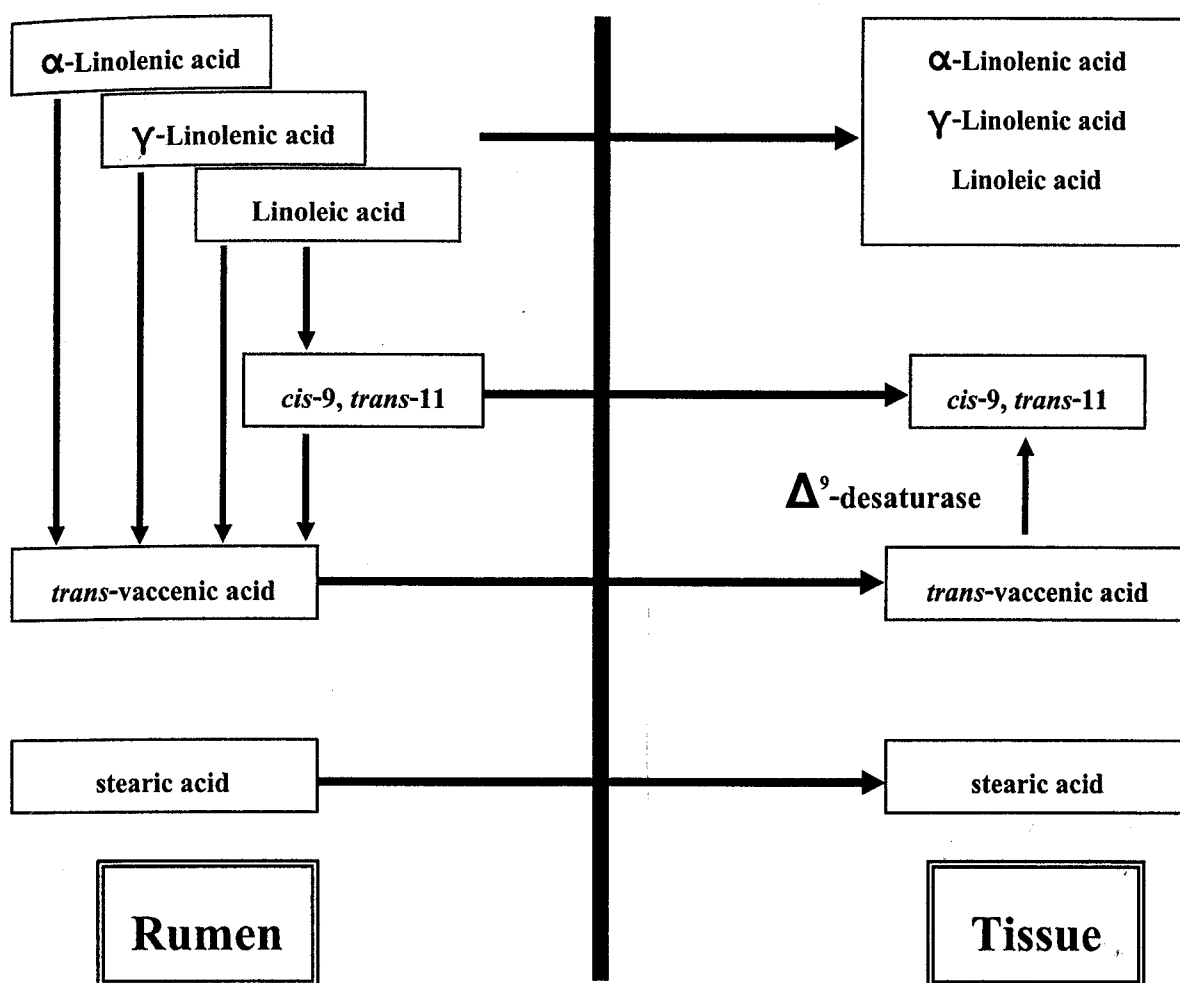 α-Linolenic acid
γ-Linolenic acid
Linoleic acid
cis-9, trans-11
trans-vaccenic acid
stearic acid
Rumen
α-Linolenic acid
γ-Linolenic acid
Linoleic acid
cis-9, trans-11
Δ⁹-desaturase
trans-vaccenic acid
stearic acid
Tissue